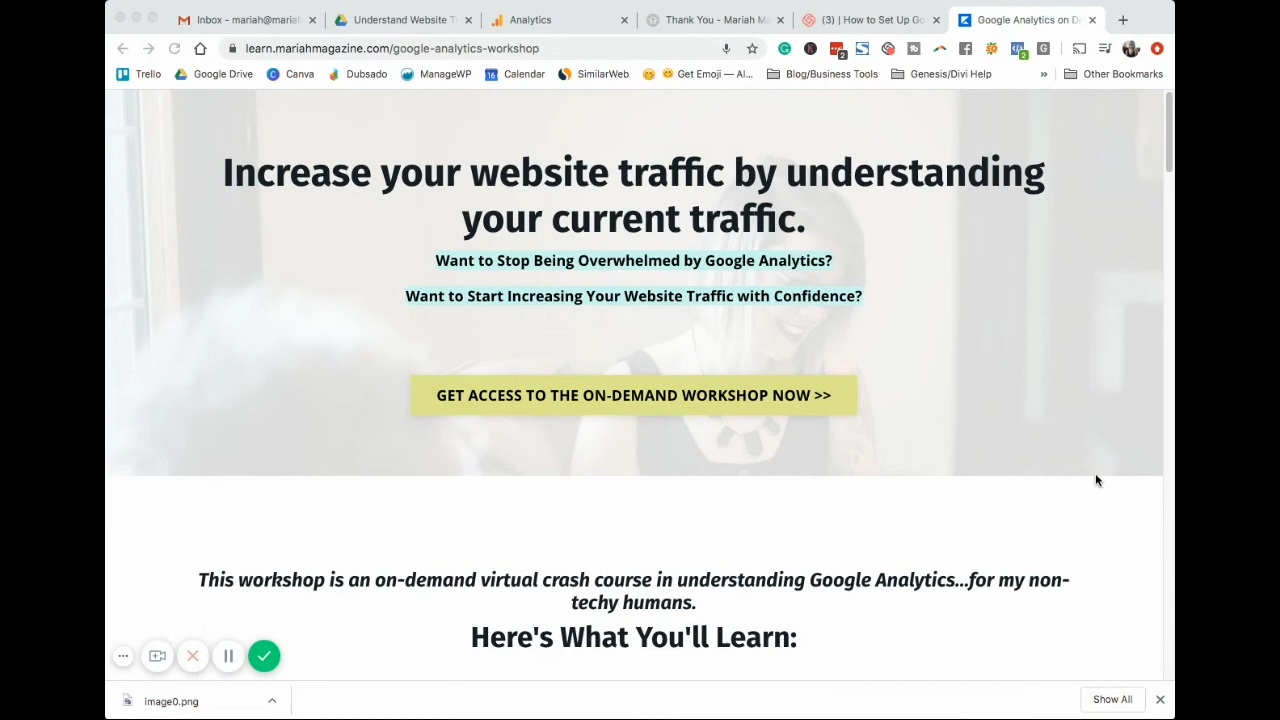 Inbox - mariah@mariah
Understand Website T
Analytics
Thank You - Mariah Ma
(3) | How to Set Up Go
Google Analytics on De
learn.mariahmagazine.com/google-analytics-workshop
Trello
Google Drive
Canva
Dubsado
16
ManageWP
Calendar
SimilarWeb
Get Emoji — Al...
Blog/Business Tools
Genesis/Divi Help
»
Other Bookmarks
Increase your website traffic by understanding
your current traffic.
Want to Stop Being Overwhelmed by Google Analytics?
Want to Start Increasing Your Website Traffic with Confidence?
GET ACCESS TO THE ON-DEMAND WORKSHOP NOW >>
This workshop is an on-demand virtual crash course in understanding Google Analytics...for my non-
techy humans.
Here's What You'll Learn:
image0.png
Show All